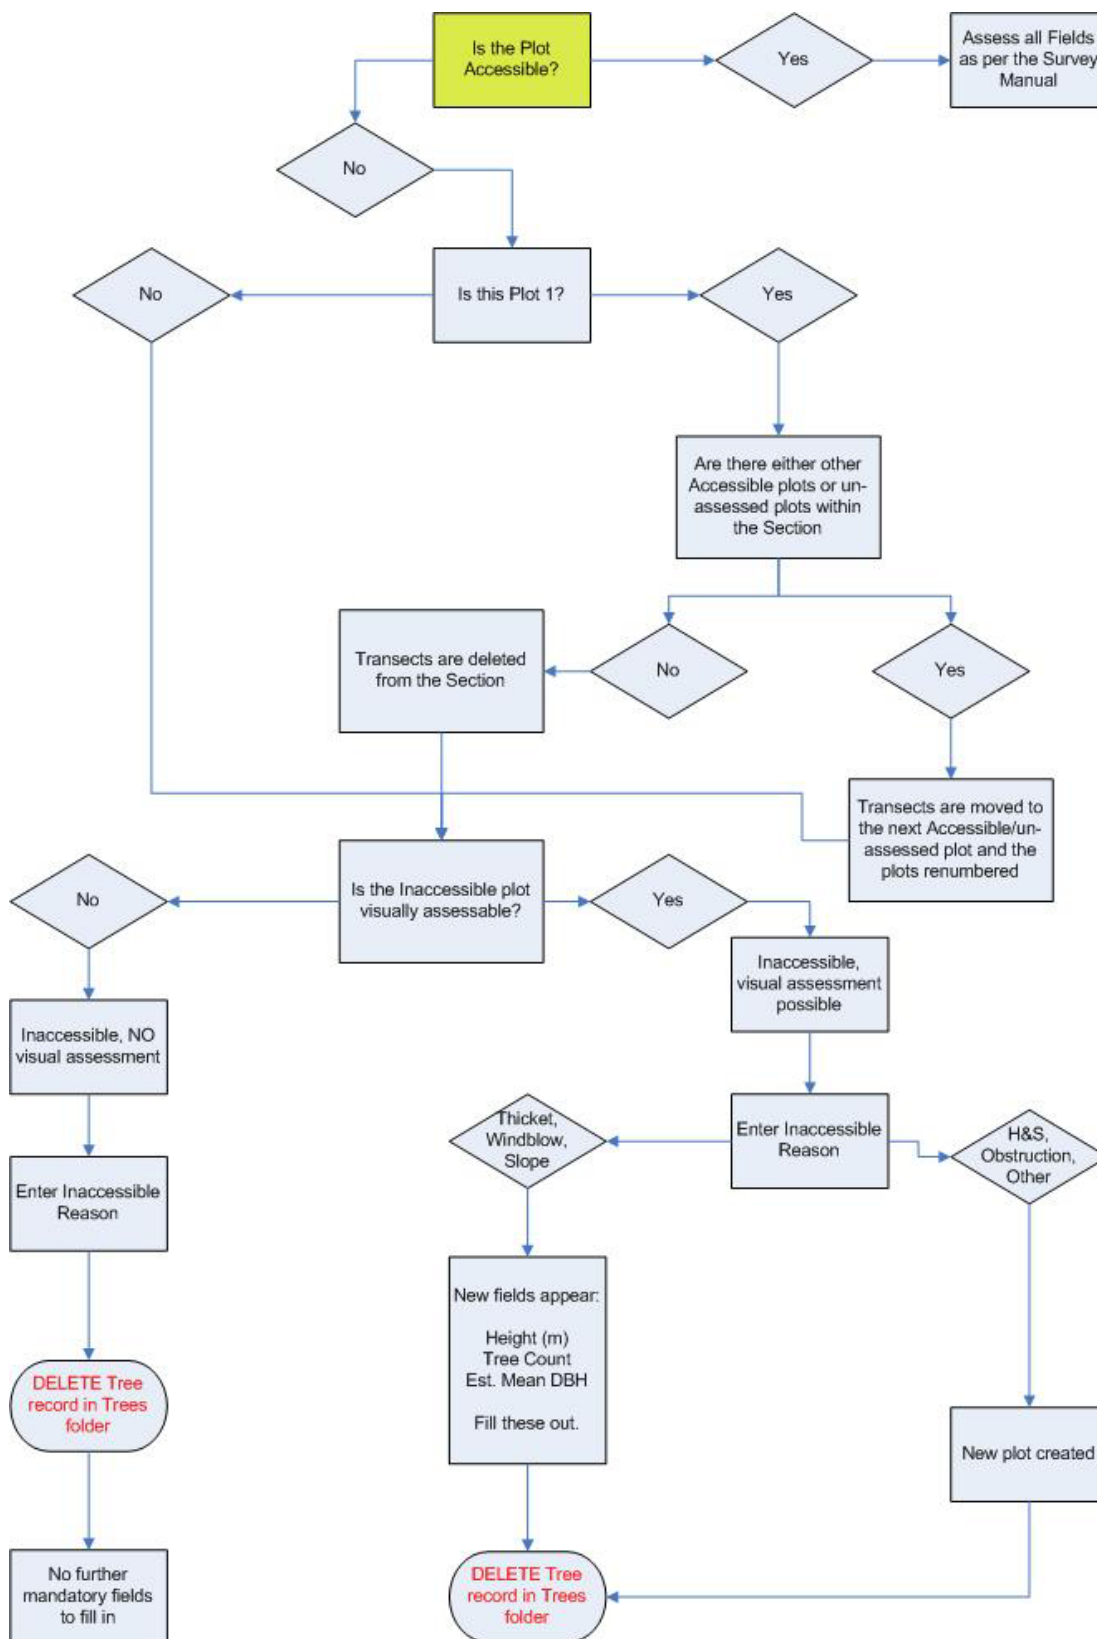 Is the Plot
Accessible?
Yes
Assess all Fields
as per the Survey
Manual
No
No
Is this Plot 1?
Yes
Are there either other
Accessible plots or un-
assessed plots within
the Section
Transects are deleted
from the Section
No
Yes
Transects are moved to
the next Accessible/un-
assessed plot and the
plots renumbered
No
Is the Inaccessible plot
visually assessable?
Yes
Inaccessible,
visual assessment
possible
Inaccessible, NO
visual assessment
Thicket,
Windblow,
Slope
Enter Inaccessible
Reason
H&S,
Obstruction,
Other
Enter Inaccessible
Reason
New fields appear:
Height (m)
Tree Count
Est. Mean DBH
Fill these out.
DELETE Tree
record in Trees
folder
New plot created
No further
mandatory fields
to fill in
DELETE Tree
record in Trees
folder